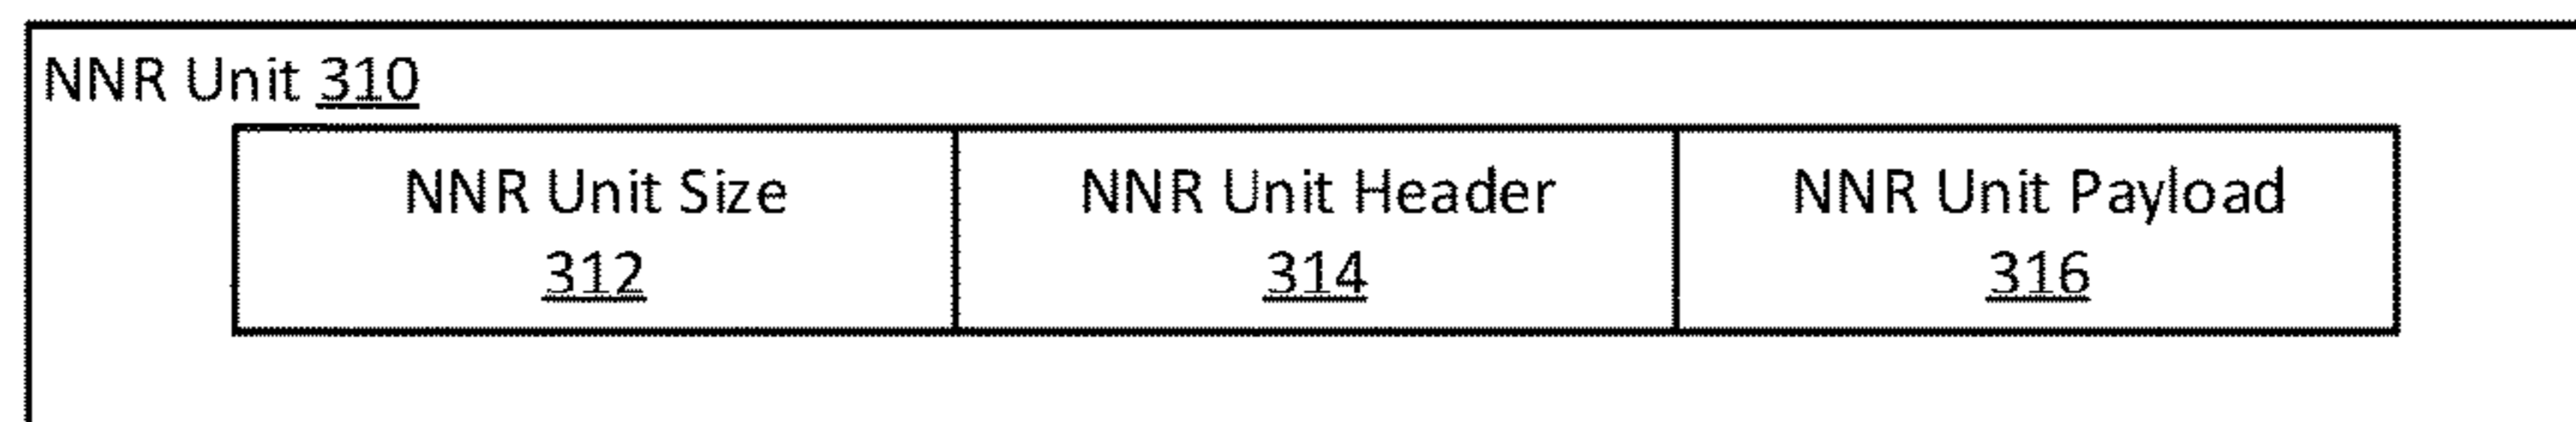 NNR Unit 310
NNR Unit Size
312
NNR Unit Header
314
NNR Unit Payload
316